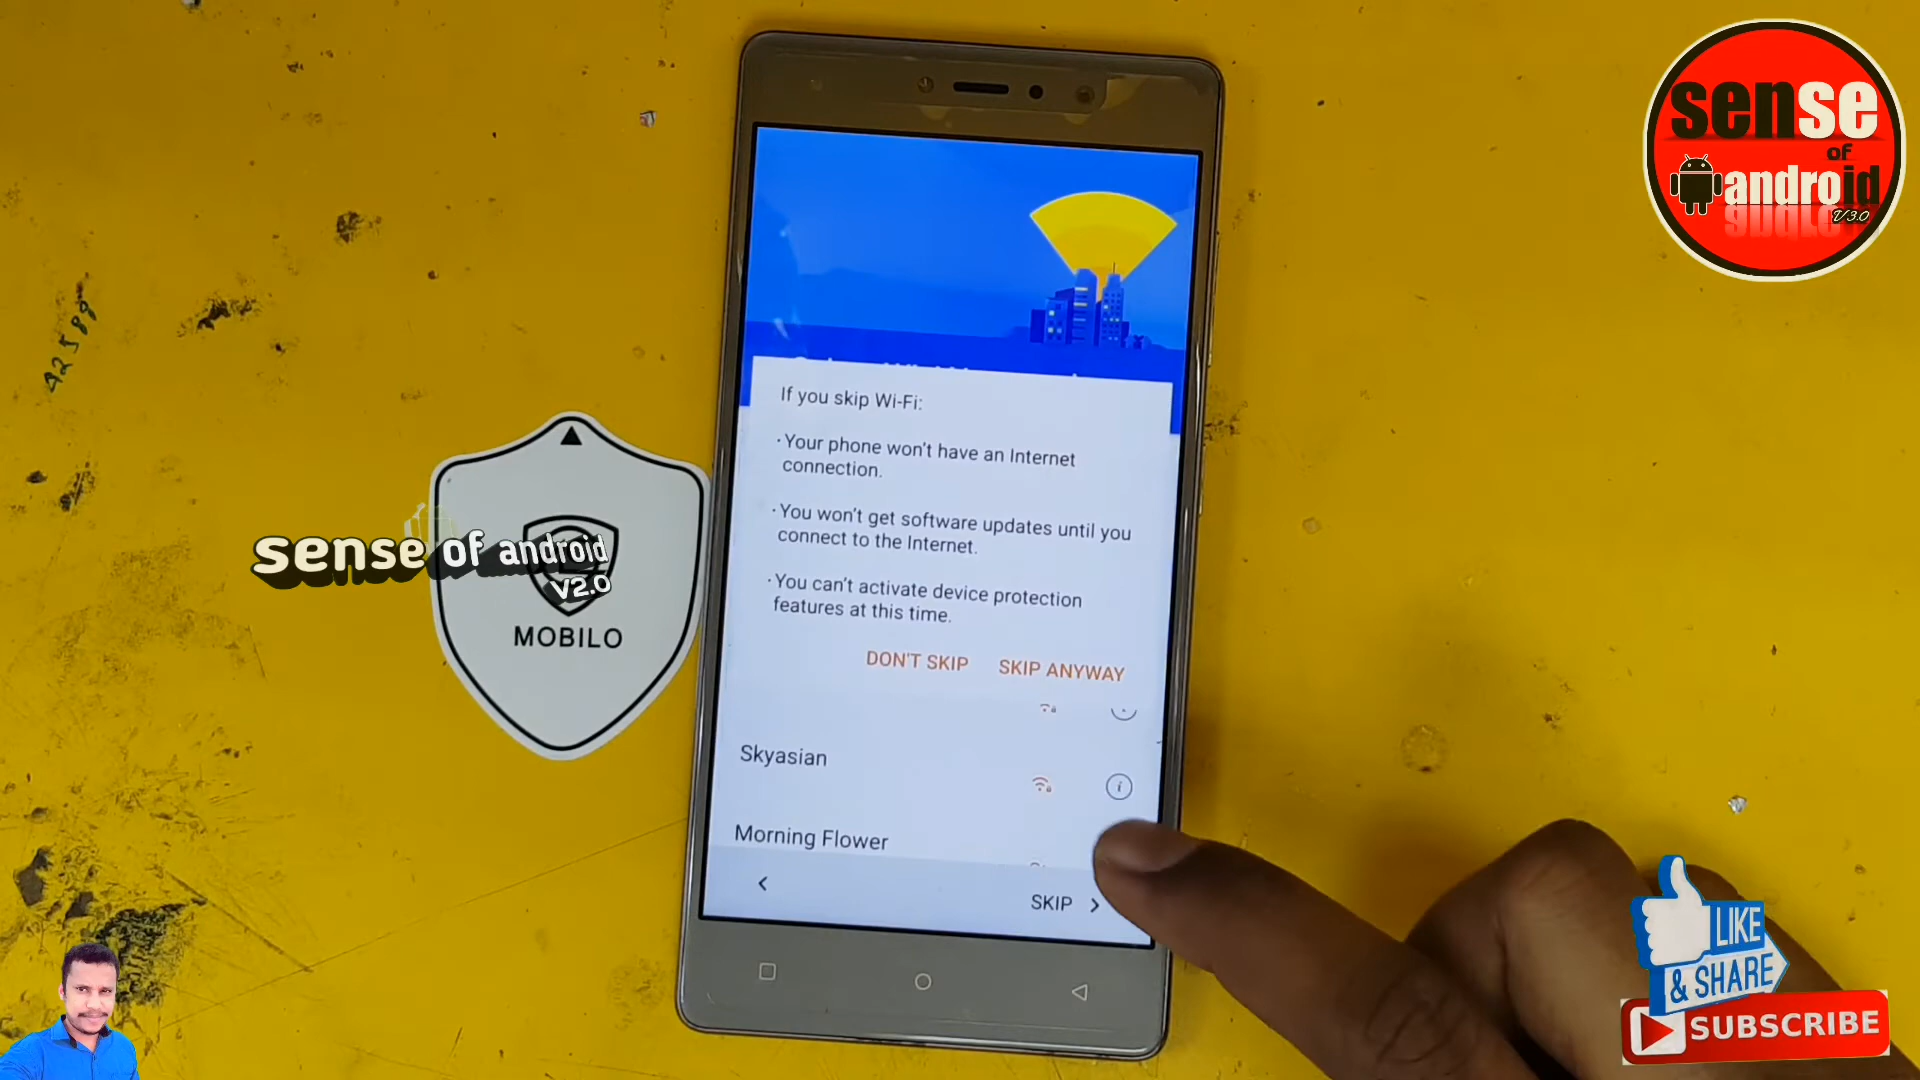 sense
of
android
V3.0
42589
If you skip Wi-Fi:
· Your phone won't have an Internet
connection.
· You won't get software updates until you
connect to the Internet.
· You can't activate device protection
features at this time.
DON'T SKIP SKIP ANYWAY
Skyasian
Morning Flower
SKIP
sense of android
V2.0
MOBILO
LIKE
& SHARE
SUBSCRIBE